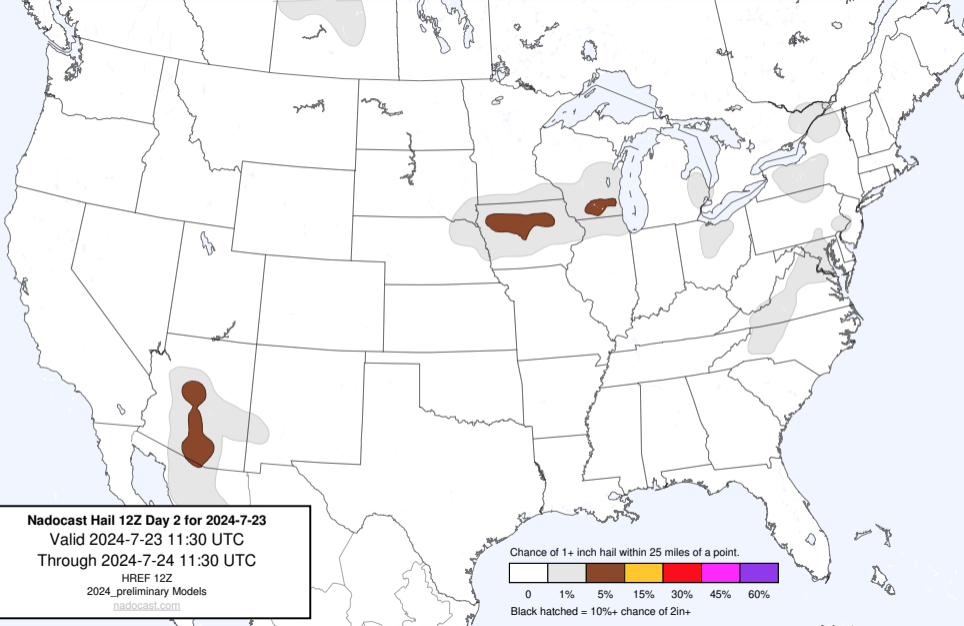 Nadocast Hail 12Z Day 2 for 2024-7-23
Valid 2024-7-23 11:30 UTC
Through 2024-7-24 11:30 UTC
HREF 12Z
2024_preliminary Models
nadocast.com
Chance of 1+ inch hail within 25 miles of a point.
0 1% 5% 15% 30% 45% 60%
Black hatched = 10%+ chance of 2in+